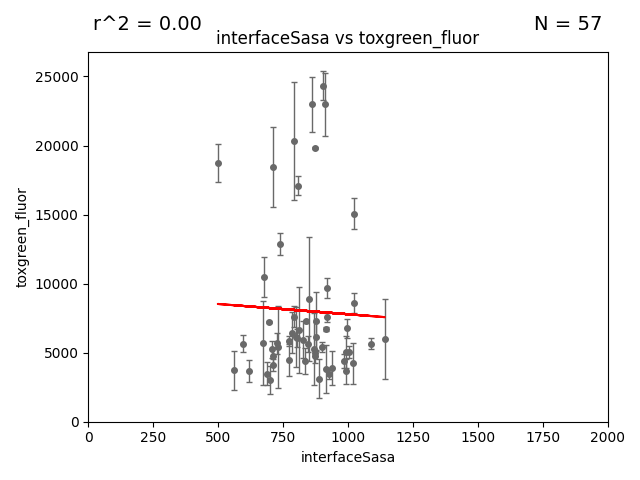 r^2 = 0.00
N = 57
interfaceSasa vs toxgreen_fluor
25000
20000
15000
10000
5000
0
toxgreen_fluor
0 250 500 750 1000 1250 1500 1750 2000
interfaceSasa